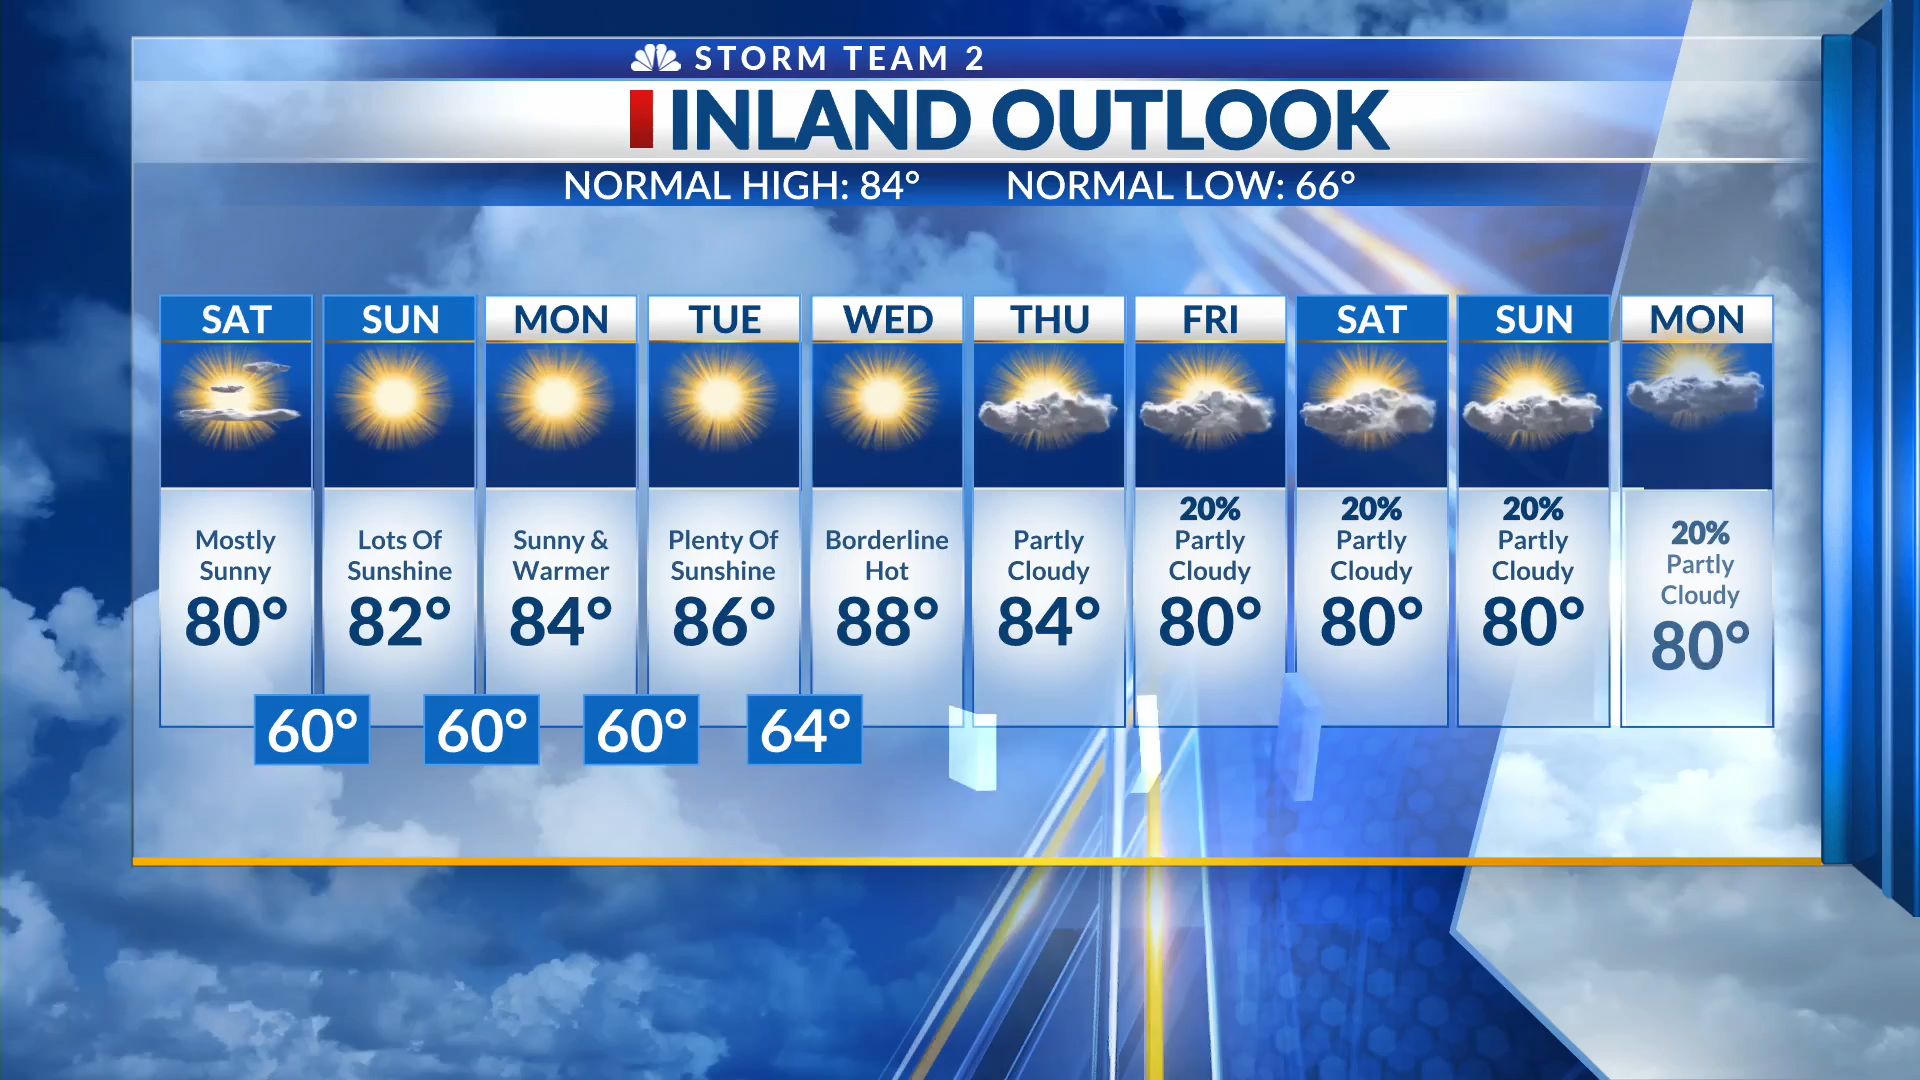 STORM TEAM 2
INLAND OUTLOOK
NORMAL HIGH: 84° NORMAL LOW: 66°
SAT SUN MON TUE WED THU FRI SAT SUN MON
Mostly
Sunny
80°
Lots Of
Sunshine
82°
Sunny &
Warmer
84°
Plenty Of
Sunshine
86°
Borderline
Hot
88°
Partly
Cloudy
84°
20%
Partly
Cloudy
80°
20%
Partly
Cloudy
80°
20%
Partly
Cloudy
80°
20%
Partly
Cloudy
80°
60° 60° 60° 64°